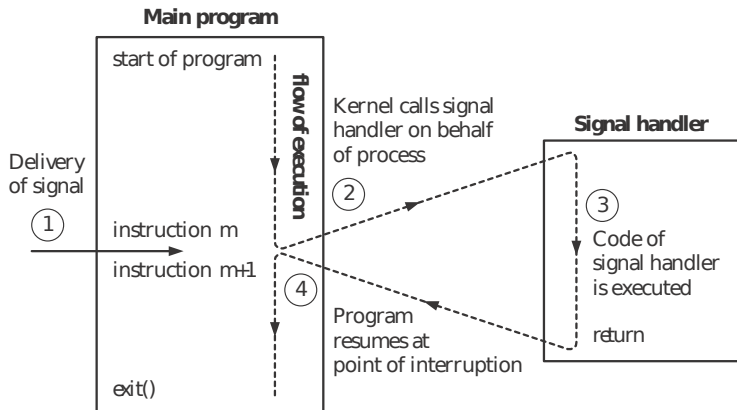 Main program
start of program
flow of execution
Kernel calls signal
handler on behalf
of process
Signal handler
Delivery
of signal
1
2
3
instruction m
instruction m+1
Code of
signal handler
is executed
4
Program
resumes at
point of interruption
return
exit()